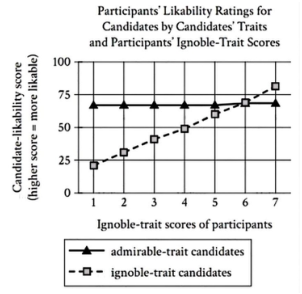 Participants' Likability Ratings for
Candidates by Candidates' Traits
and Participants' Ignoble-Trait Scores
Candidate-likability score
(higher score = more likable)
100
75
50
25
0
1 2 3 4 5 6 7
Ignoble-trait scores of participants
admirable-trait candidates
ignoble-trait candidates